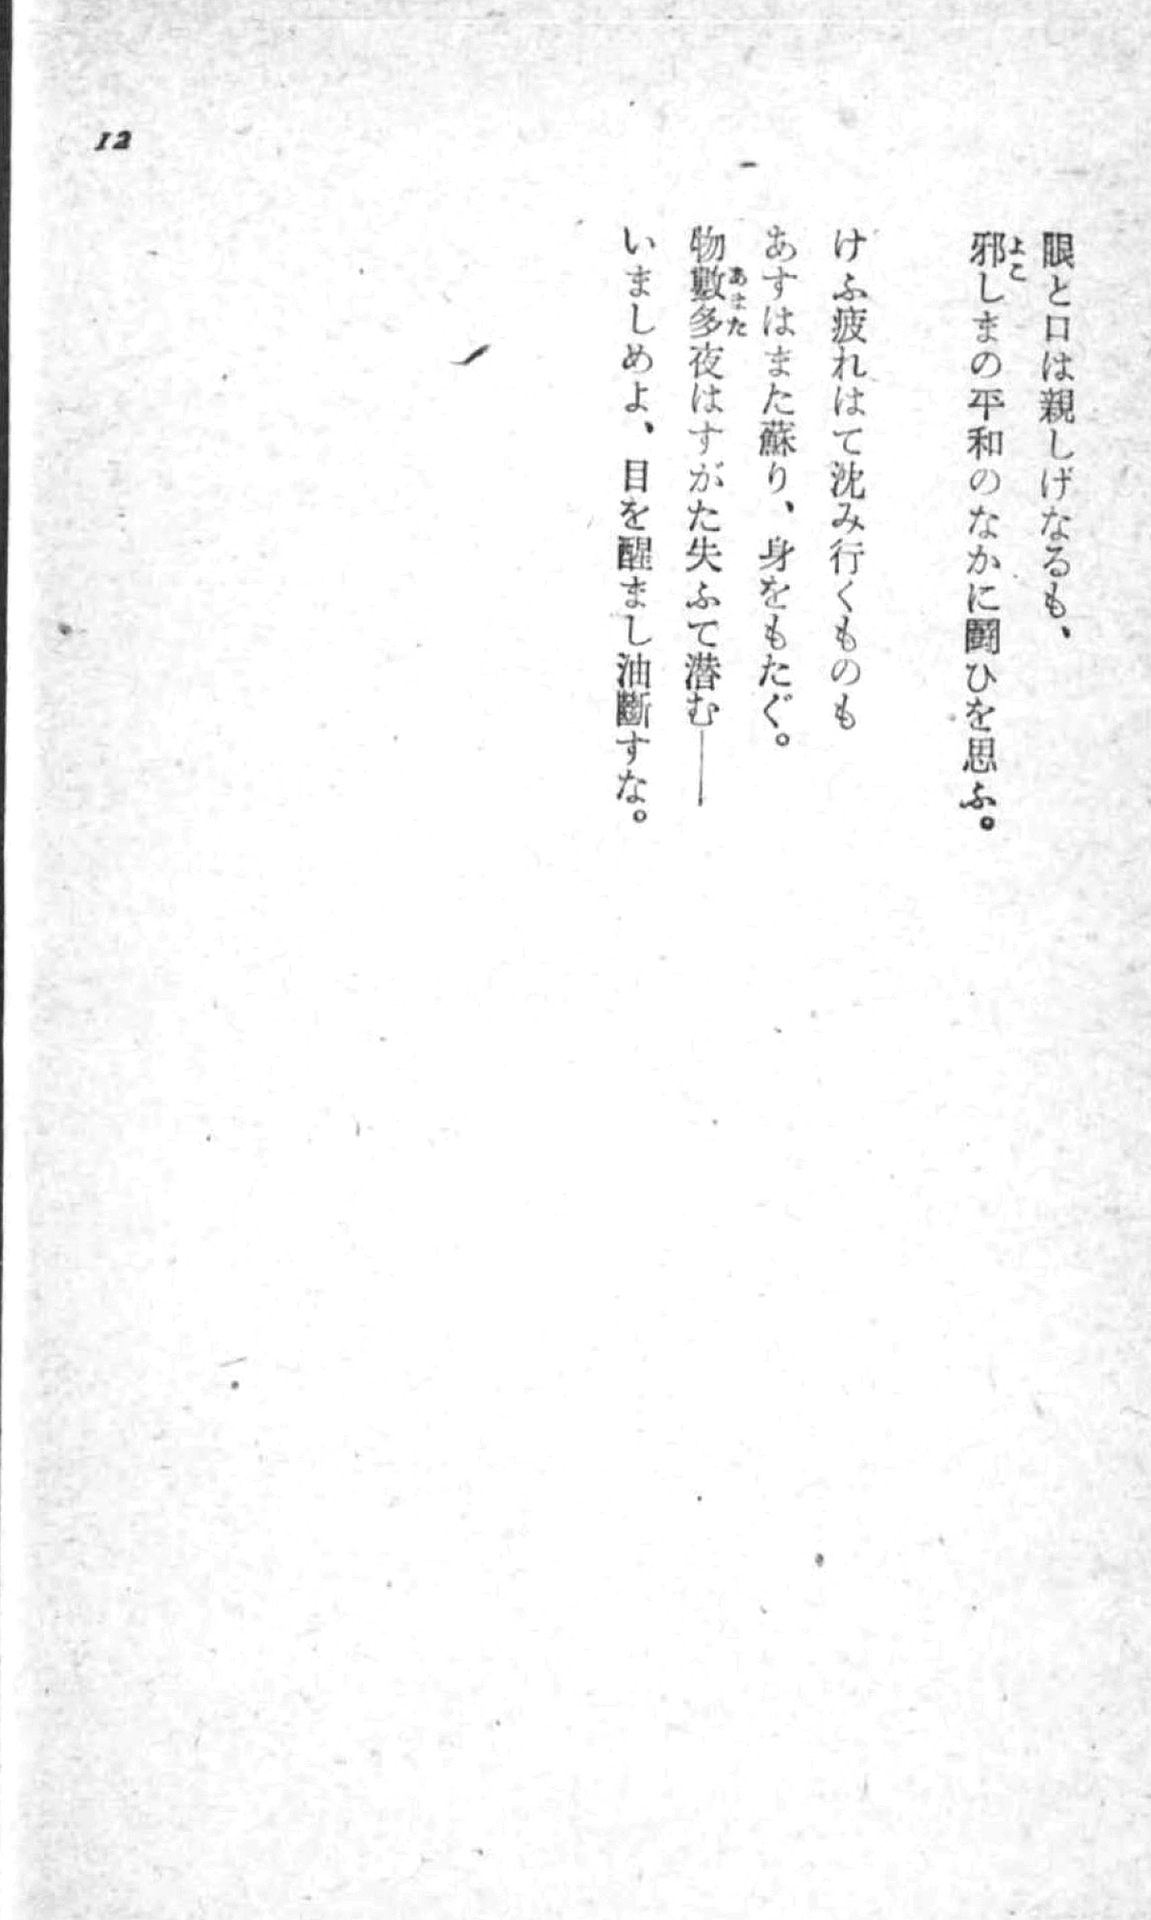 眼と口は親しげなるも、
邪しまの平和のなかに鬪ひを思ふ。
けふ疲れはて沈み行くものも
あすはまた蘇り、身をもたぐ。
物數多夜はすがた失ふて潜む——
いましめよ、目を醒まし油斷すな。
12